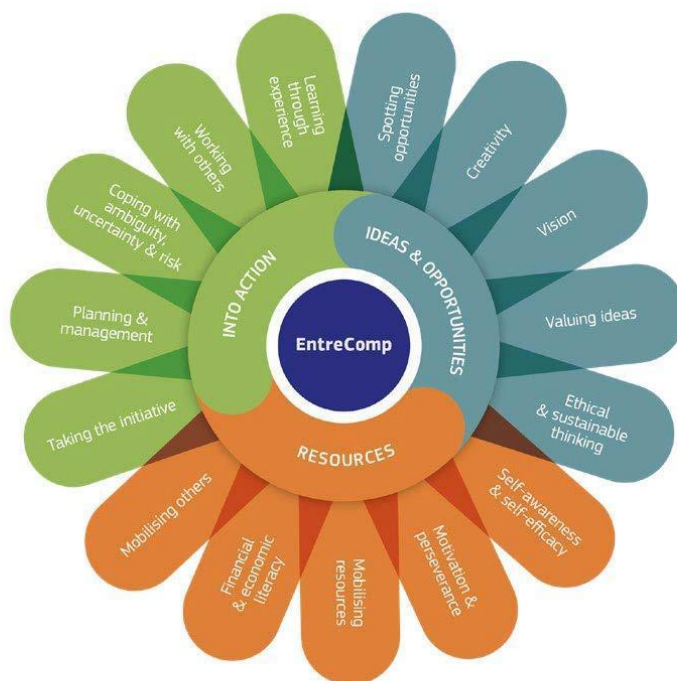 EntreComp
IDEAS & OPPORTUNITIES
Spotting
opportunities
Creativity
Vision
Valuing ideas
Ethical
& sustainable
thinking
RESOURCES
Self-awareness
& self-efficacy
Motivation &
perseverance
Mobilising
resources
Financial
& economic
literacy
Mobilising others
INTO ACTION
Taking the initiative
Planning &
management
Coping with
ambiguity,
uncertainty & risk
Working
with others
Learning
through
experience